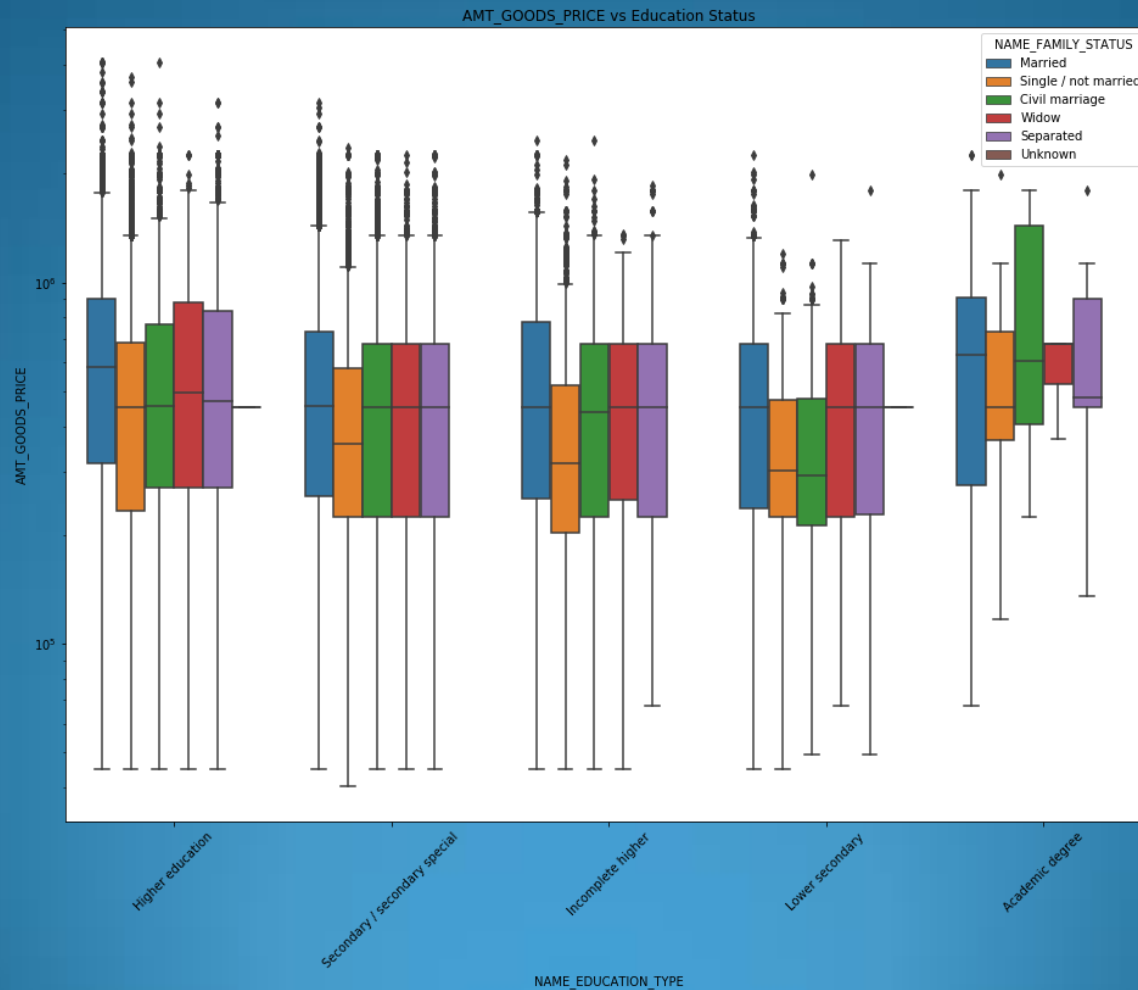 AMT_GOODS_PRICE vs Education Status
NAME_FAMILY_STATUS
Married
Single / not married
Civil marriage
Widow
Separated
Unknown
AMT_GOODS_PRICE
10⁶
10⁵
Higher education
Secondary / secondary special
Incomplete higher
Lower secondary
Academic degree
NAME_EDUCATION_TYPE